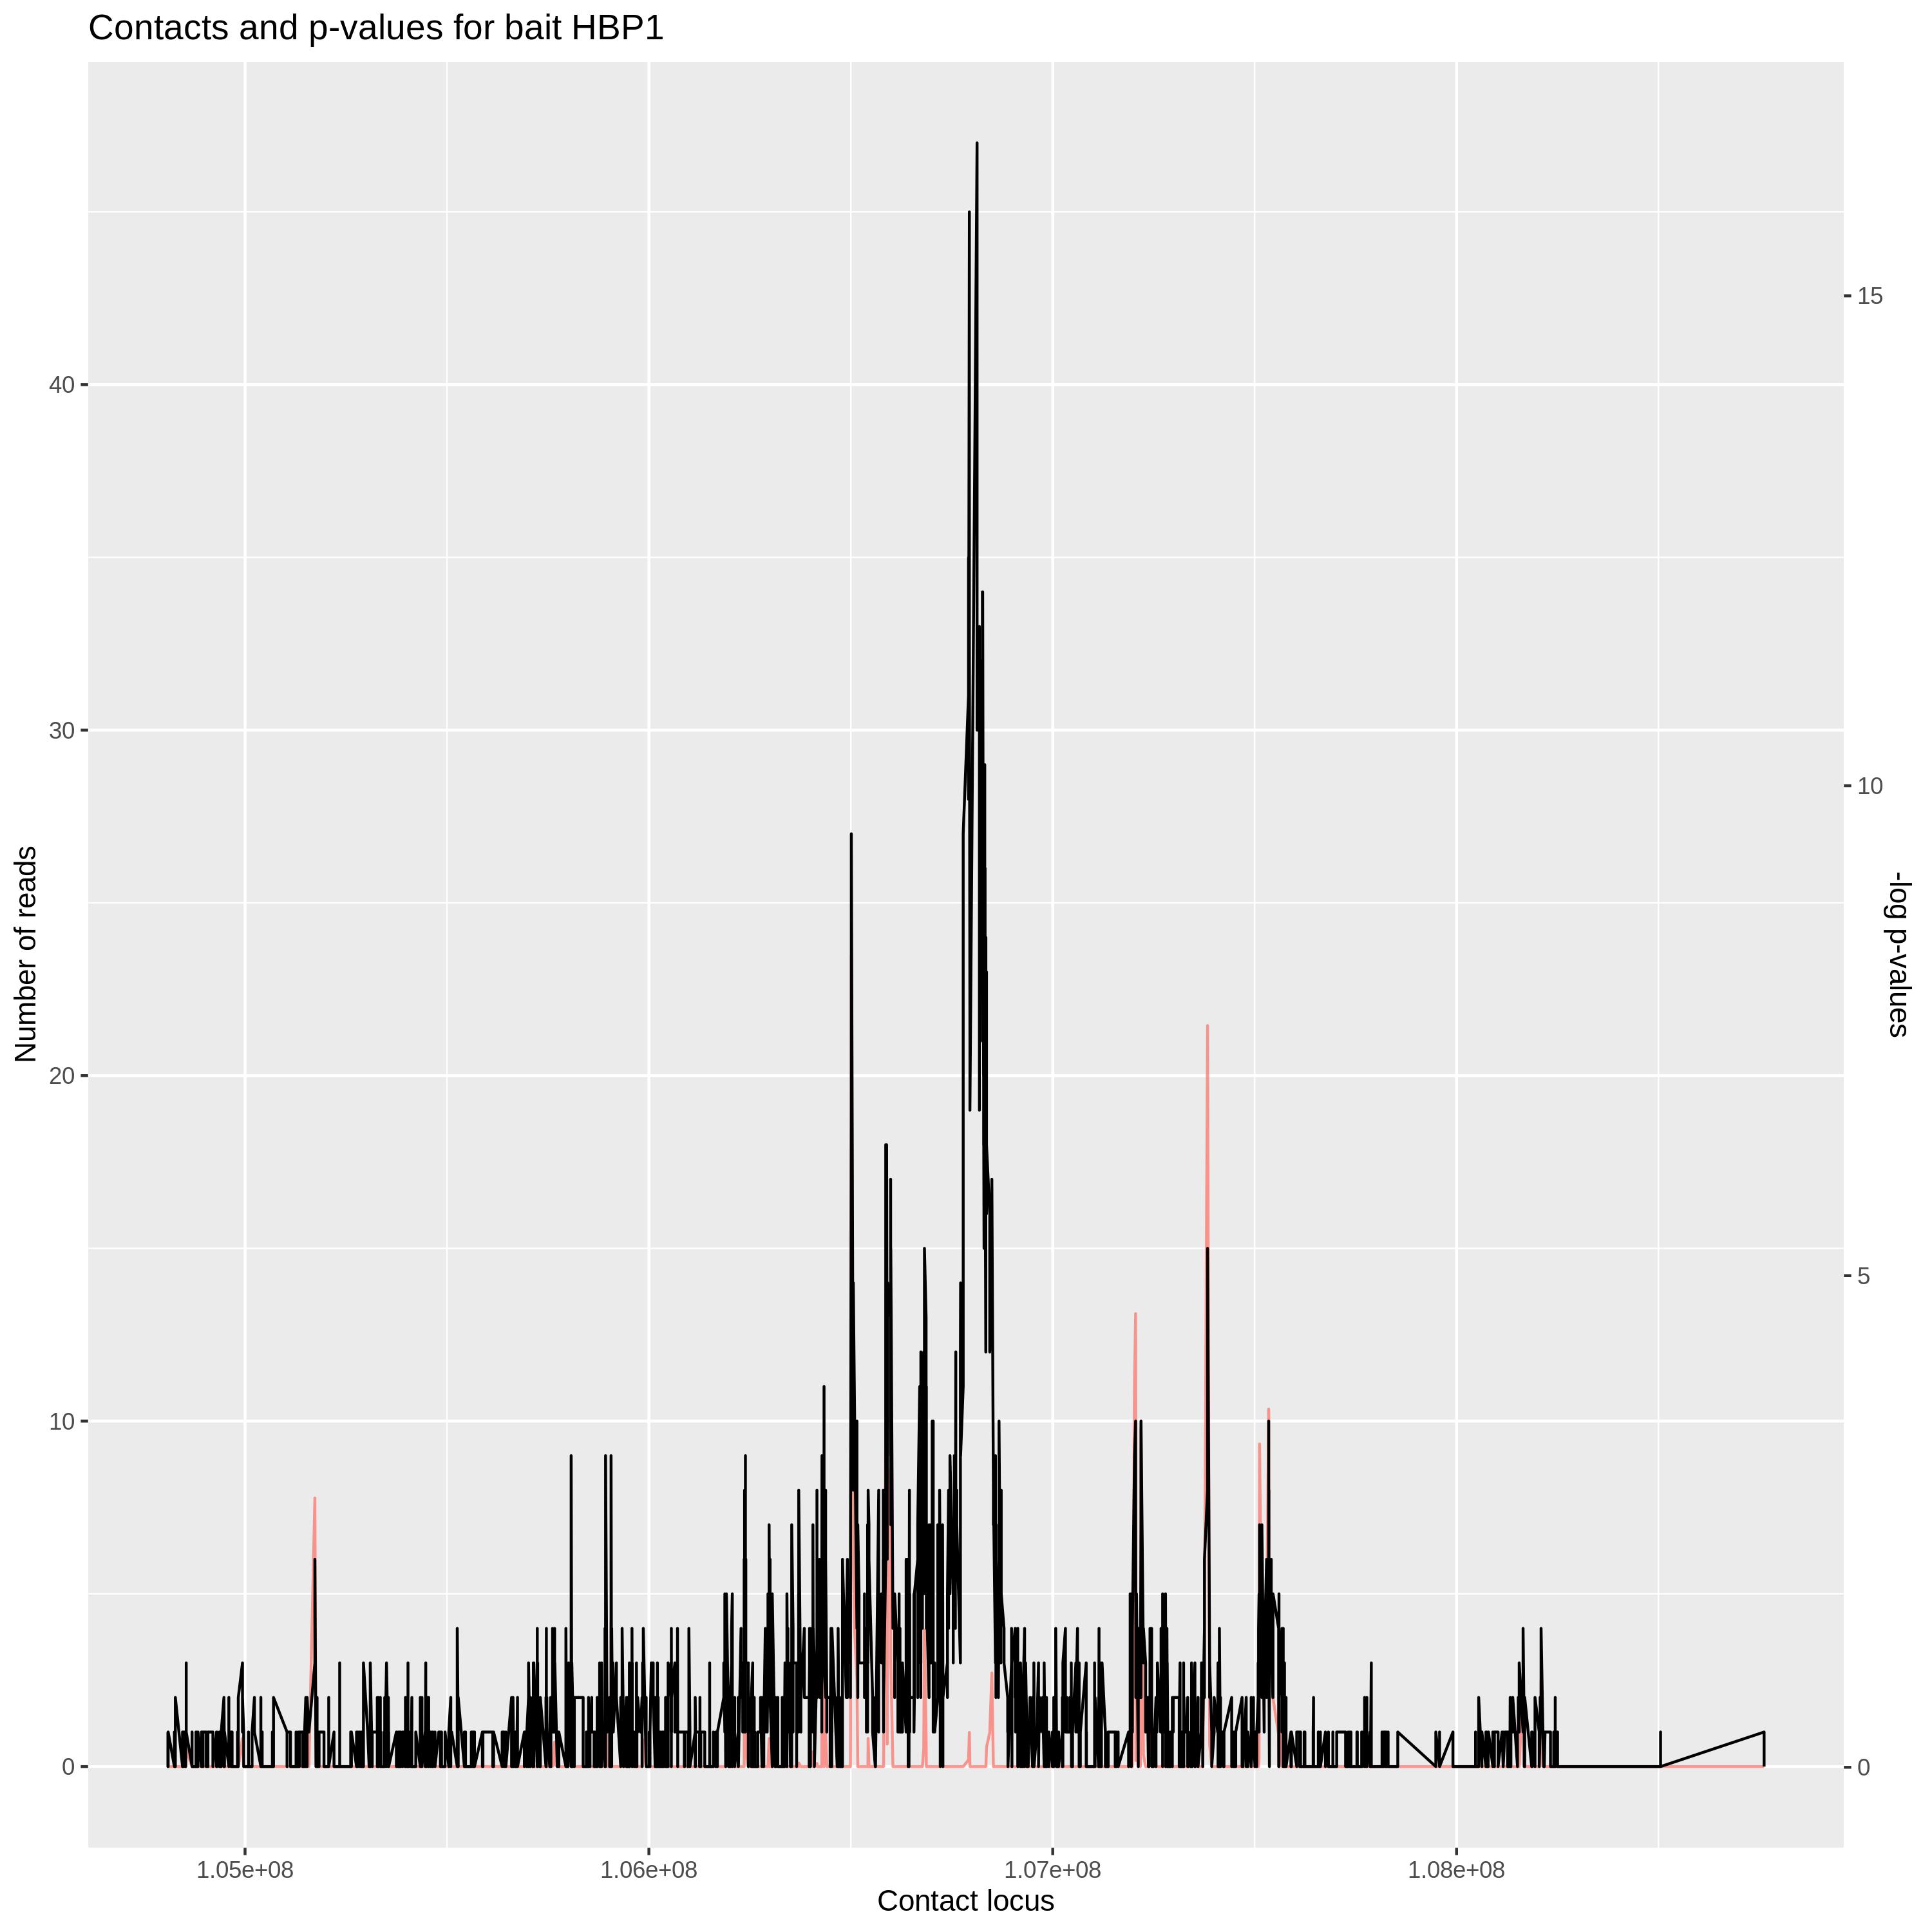 Contacts and p-values for bait HBP1
Number of reads
40
30
20
10
0
15
10
5
0
-log p-values
1.05e+08
1.06e+08
1.07e+08
1.08e+08
Contact locus